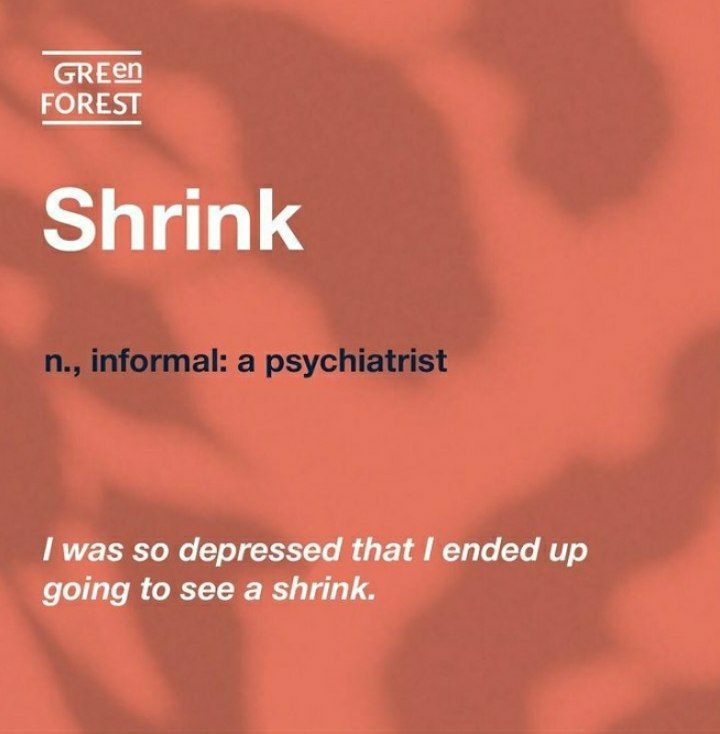 GREen
FOREST
Shrink
n., informal: a psychiatrist
I was so depressed that I ended up
going to see a shrink.